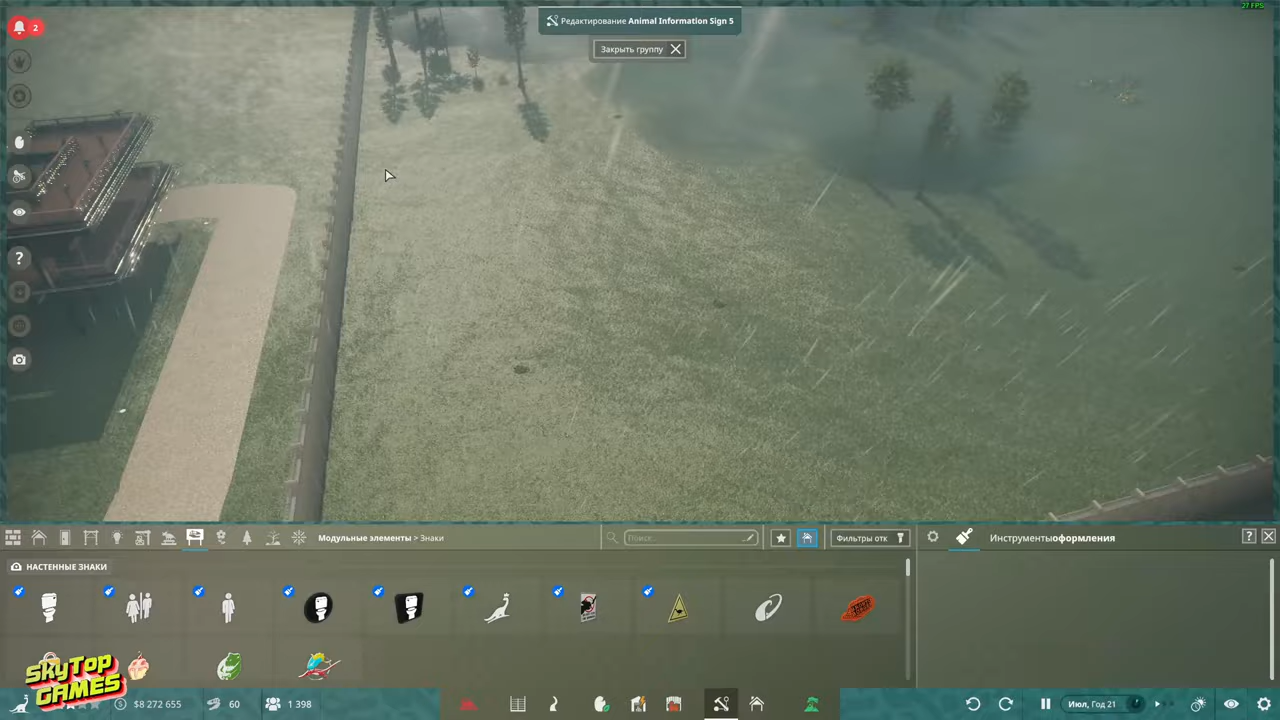 27 FPS
2
Редактирование Animal Information Sign 5
Закрыть группу
?
Модульные элементы > Знаки
Поиск...
Фильтры отк
Инструментыоформления
?
НАСТЕННЫЕ ЗНАКИ
SKYTOP
GAMES
$8 272 655
60
1 398
Июл, Год 21